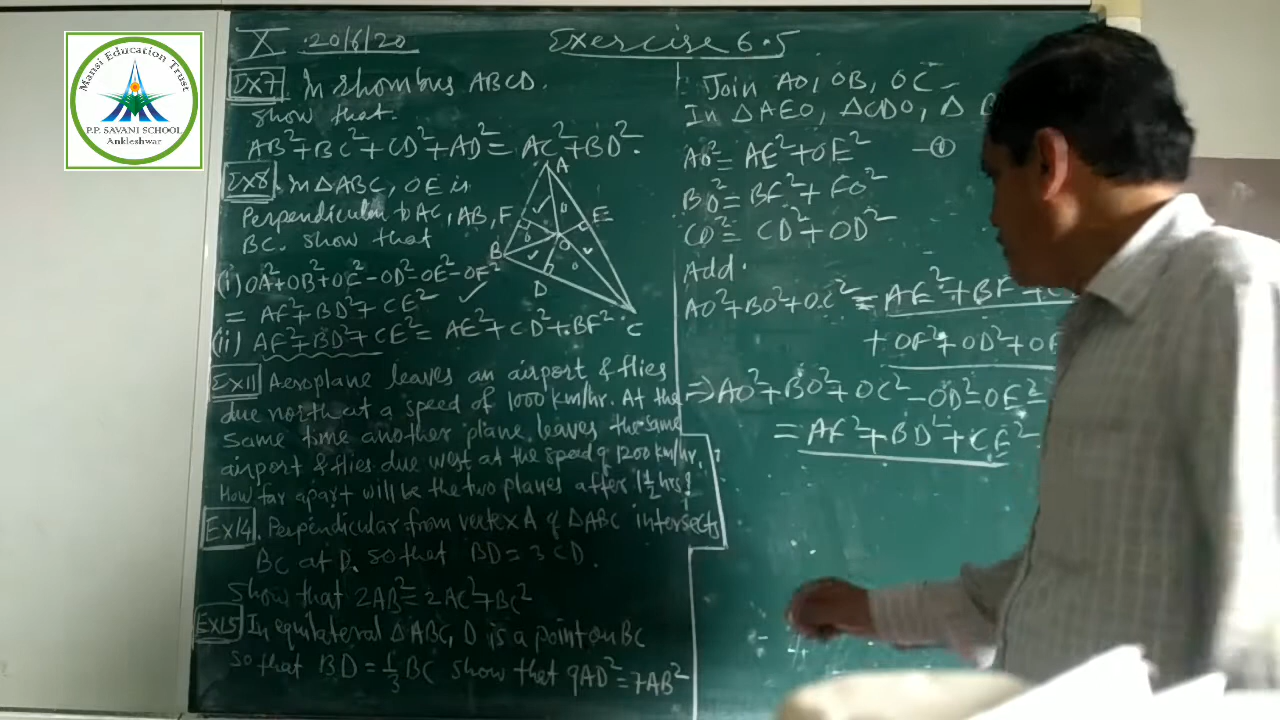 Mansi Education Trust
P.P. SAVANI SCHOOL
Ankleshwar
X 20/6/20
Exercise 6.5
Ex7 In rhombus ABCD.
show that.
AB²+BC²+CD²+AD² = AC²+BD².
Ex8. In △ABC, OE is
Perpendicular to AC, AB,
BC. show that
(i) OA²+OB²+OC²-OD²-OE²-OF²
= AF²+BD²+CE²
(ii) AF²+BD²+CE² = AE²+CD²+BF².
A
F
E
B
O
D
C
Ex11 Aeroplane leaves an airport & flies
due north at a speed of 1000 km/hr. At the
same time another plane leaves the same
airport & flies due west at the speed of 1200 km/hr.
How far apart will be the two planes after 1½ hrs?
Ex14. Perpendicular from vertex A of △ABC intersects
BC at D. so that BD = 3 CD.
Show that 2AB² = 2AC²+BC²
Ex15 In equilateral △ABC, D is a point on BC
so that BD = 1/3 BC show that 9AD² = 7AB²
Join AO, OB, OC
In △AEO, △CDO, △
AO² = AE²+OE² —①
BO² = BF²+FO²
CO² = CD²+OD²
Add.
AO²+BO²+OC² = AE²+BF²+
+ OF²+OD²+
⇒ AO²+BO²+OC²-OD²-OE²
= AF²+BD²+CE²